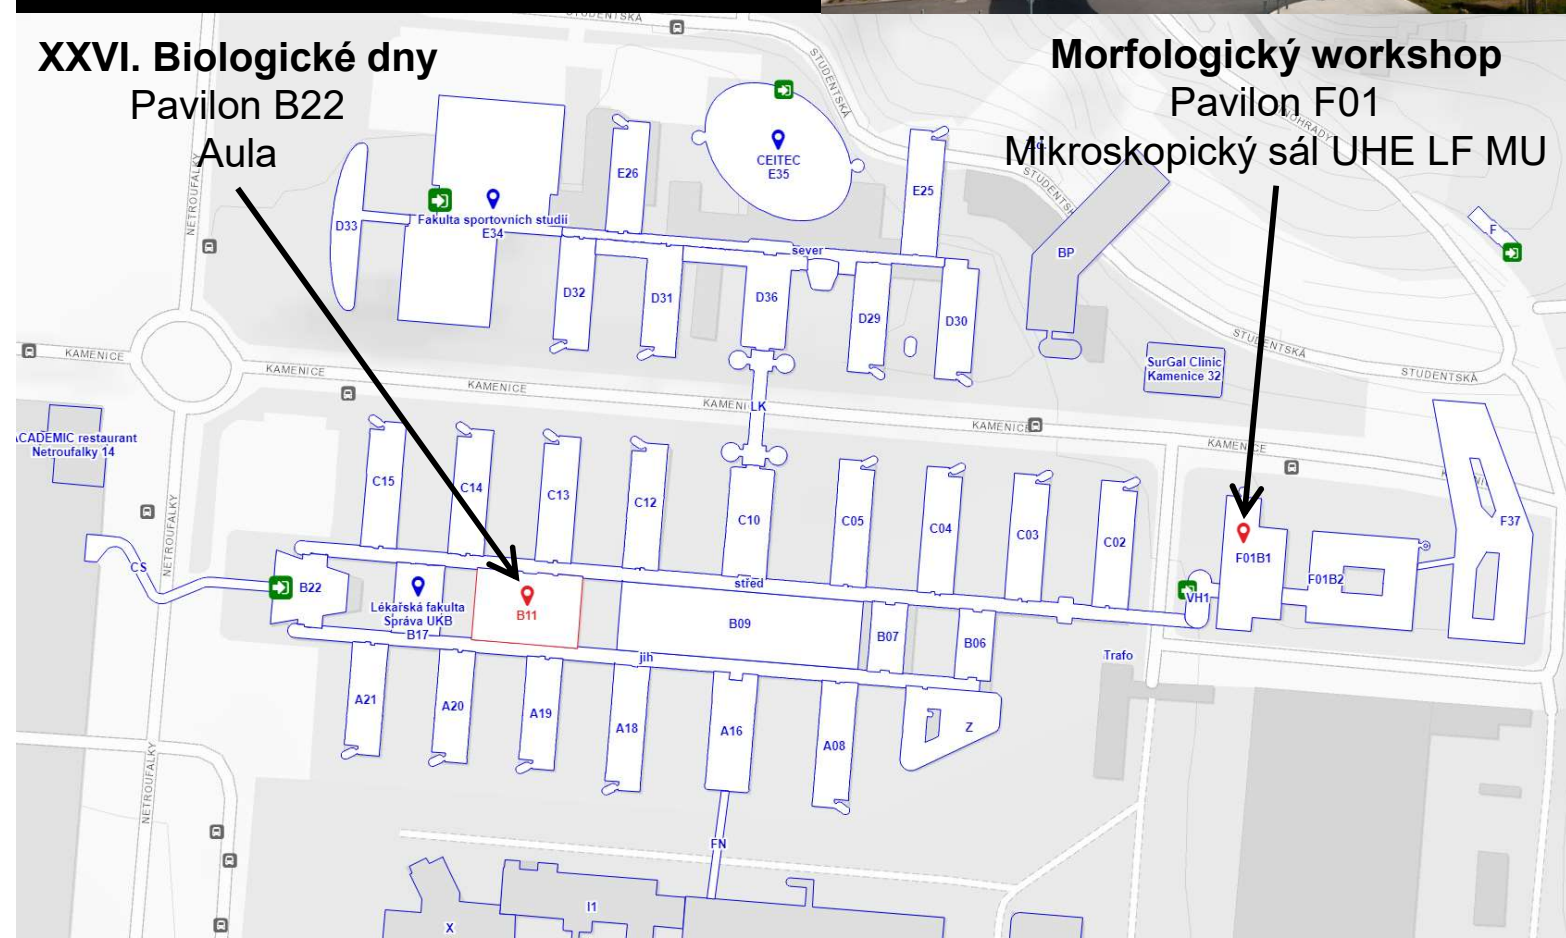 STUDENTSKÁ
XXVI. Biologické dny
Pavilon B22
Aula
Morfologický workshop
Pavilon F01
Mikroskopický sál UHE LF MU
STUDENTSKÁ
NETROUFALKY
CEITEC
E35
E26
E25
D33
Fakulta sportovních studií
E34
sever
BP
F
STUDENTSKÁ
D32
D31
D36
D29
D30
KAMENICE
KAMENICE
KAMENICE
LK
KAMENICE
KAMENICE
SurGal Clinic
Kamenice 32
STUDENTSKÁ
STUDENTSKÁ
ACADEMIC restaurant
Netroufalky 14
C15
C14
C13
C12
C10
C05
C04
C03
C02
F37
NETROUFALKY
CS
B22
Lékařská fakulta
Správa UKB
B17
B11
střed
B09
B07
B06
VH1
F01B1
F01B2
jih
Trafo
A21
A20
A19
A18
A16
A08
Z
NETROUFALKY
FN
I1
X